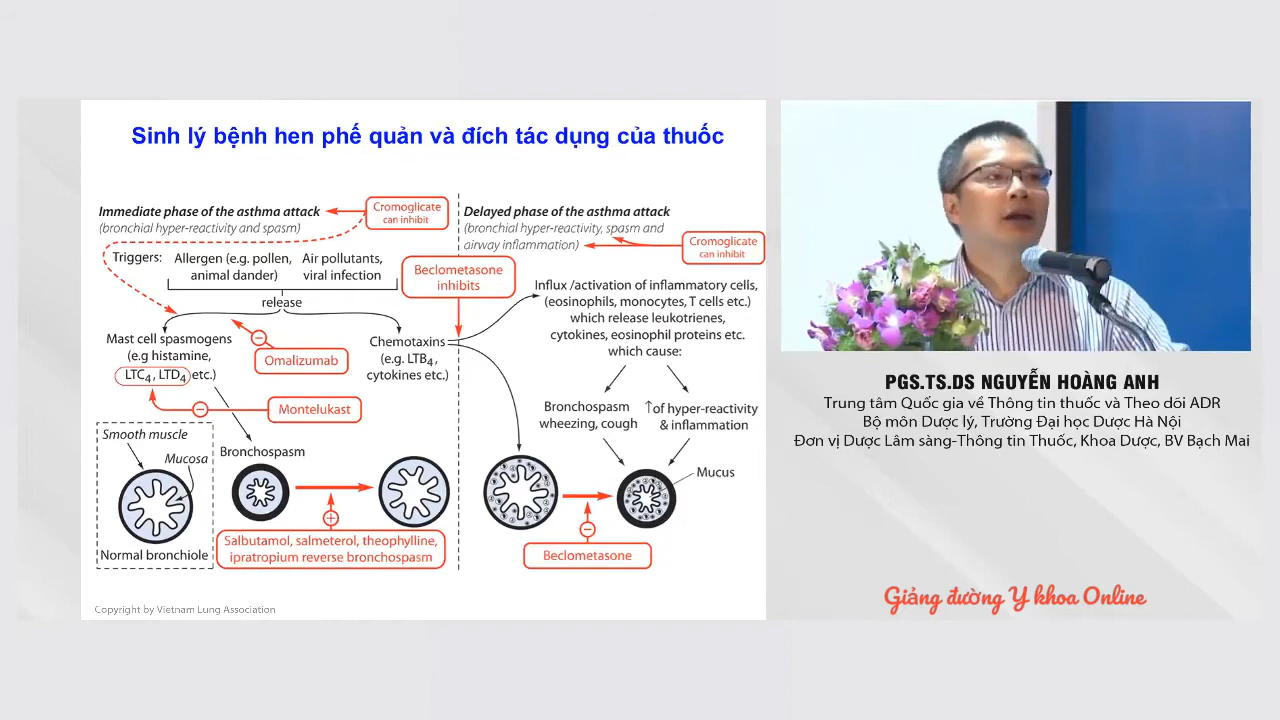 Sinh lý bệnh hen phế quản và đích tác dụng của thuốc
Immediate phase of the asthma attack
(bronchial hyper-reactivity and spasm)
Cromoglicate
can inhibit
Triggers:
Allergen (e.g. pollen,
animal dander)
Air pollutants,
viral infection
release
Mast cell spasmogens
(e.g histamine,
LTC4, LTD4 etc.)
Omalizumab
Montelukast
Chemotaxins
(e.g. LTB4,
cytokines etc.)
Beclometasone
inhibits
Smooth muscle
Mucosa
Normal bronchiole
Bronchospasm
Salbutamol, salmeterol, theophylline,
ipratropium reverse bronchospasm
Delayed phase of the asthma attack
(bronchial hyper-reactivity, spasm and
airway inflammation)
Cromoglicate
can inhibit
Influx /activation of inflammatory cells,
(eosinophils, monocytes, T cells etc.)
which release leukotrienes,
cytokines, eosinophil proteins etc.
which cause:
Bronchospasm
wheezing, cough
↑of hyper-reactivity
& inflammation
Mucus
Beclometasone
Copyright by Vietnam Lung Association
PGS.TS.DS NGUYỄN HOÀNG ANH
Trung tâm Quốc gia về Thông tin thuốc và Theo dõi ADR
Bộ môn Dược lý, Trường Đại học Dược Hà Nội
Đơn vị Dược Lâm sàng-Thông tin Thuốc, Khoa Dược, BV Bạch Mai
Giảng đường Y khoa Online